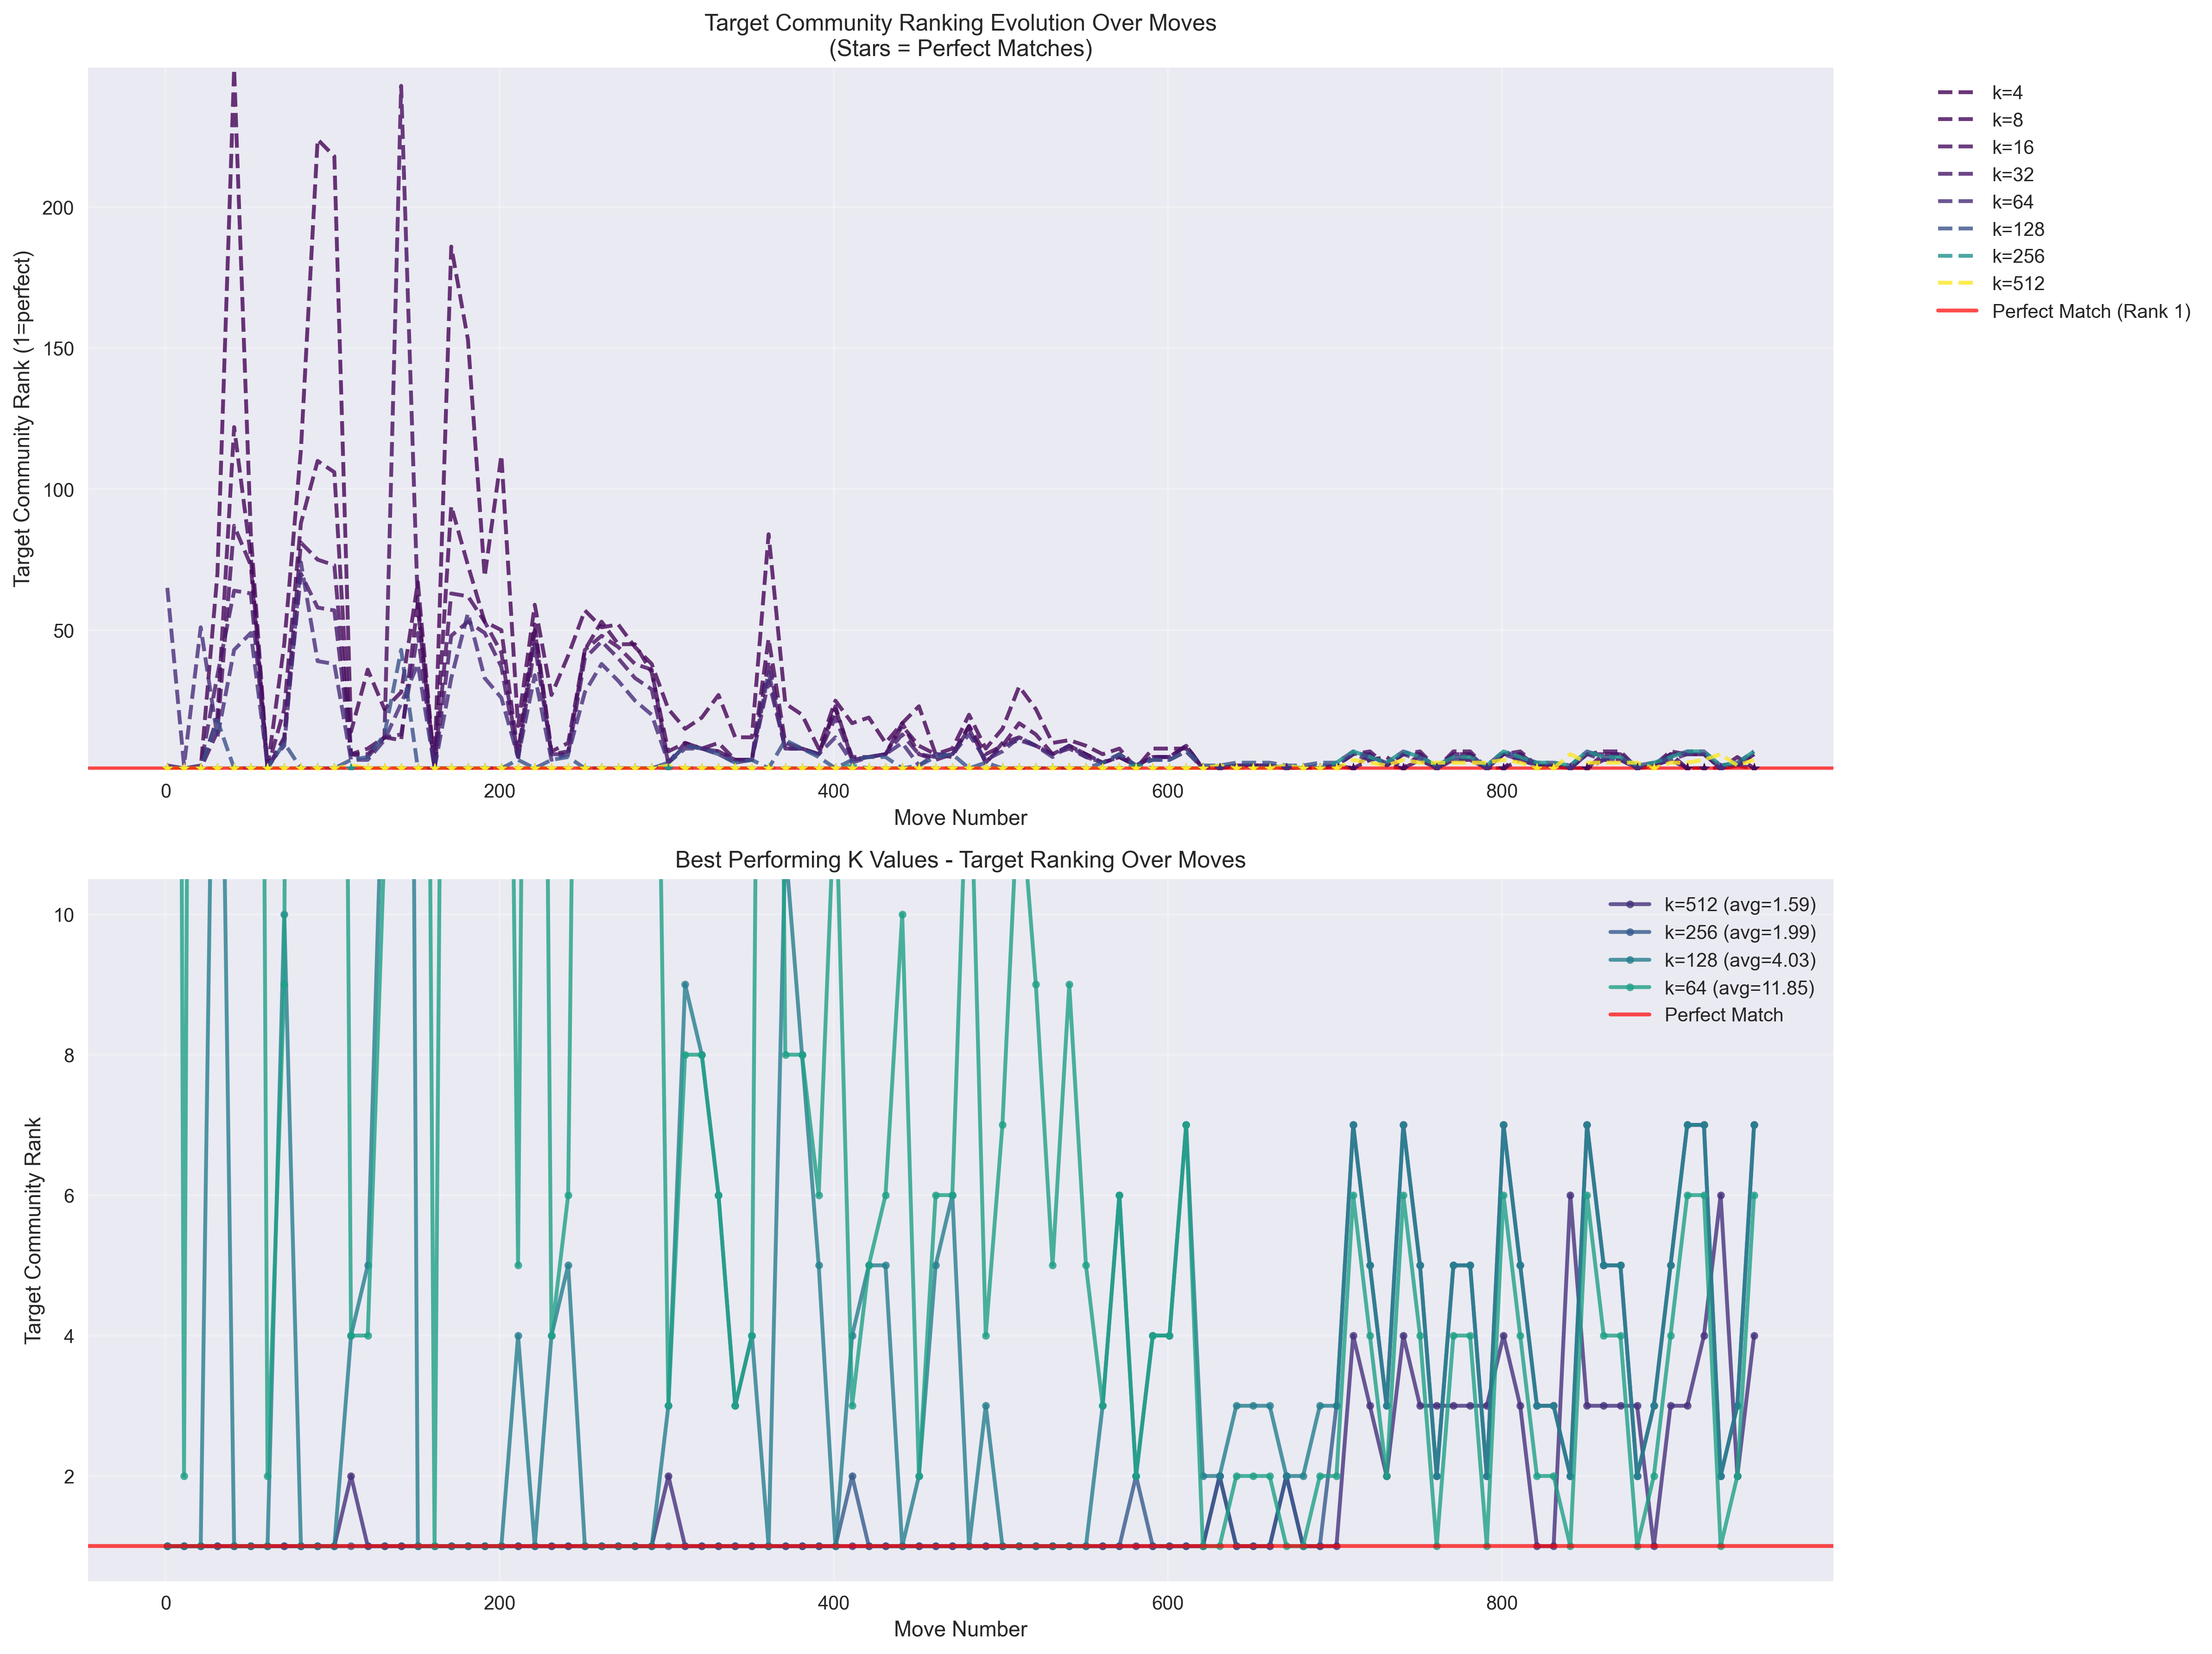 Target Community Ranking Evolution Over Moves
(Stars = Perfect Matches)
Target Community Rank (1=perfect)
200
150
100
50
0
200
400
600
800
Move Number
k=4
k=8
k=16
k=32
k=64
k=128
k=256
k=512
Perfect Match (Rank 1)
Best Performing K Values - Target Ranking Over Moves
Target Community Rank
10
8
6
4
2
0
200
400
600
800
Move Number
k=512 (avg=1.59)
k=256 (avg=1.99)
k=128 (avg=4.03)
k=64 (avg=11.85)
Perfect Match